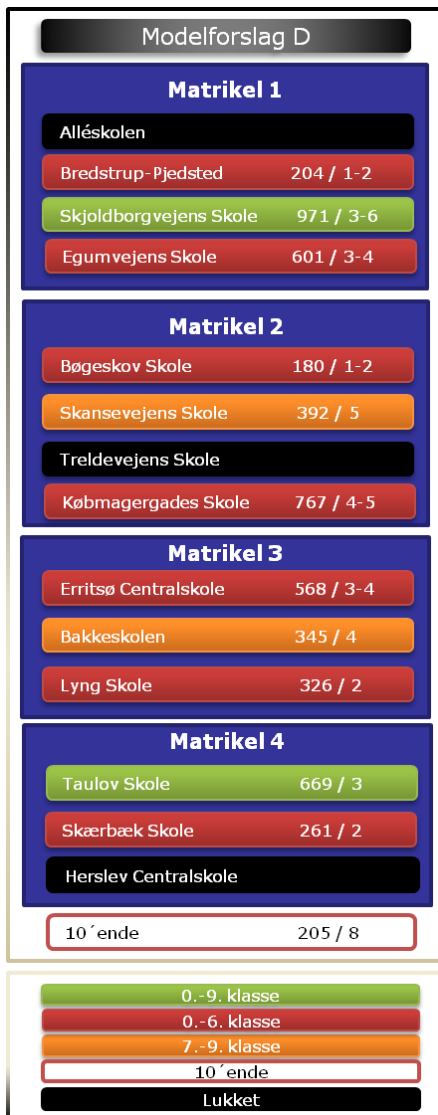 Modelforslag D
Matrikel 1
Alléskolen
Bredstrup-Pjedsted 204 / 1-2
Skjoldborgvejens Skole 971 / 3-6
Egumvejens Skole 601 / 3-4
Matrikel 2
Bøgeskov Skole 180 / 1-2
Skansevejens Skole 392 / 5
Treldevejens Skole
Købmagergades Skole 767 / 4-5
Matrikel 3
Erritsø Centralskole 568 / 3-4
Bakkeskolen 345 / 4
Lyng Skole 326 / 2
Matrikel 4
Taulov Skole 669 / 3
Skærbæk Skole 261 / 2
Herslev Centralskole
10´ende 205 / 8
0.-9. klasse
0.-6. klasse
7.-9. klasse
10´ende
Lukket